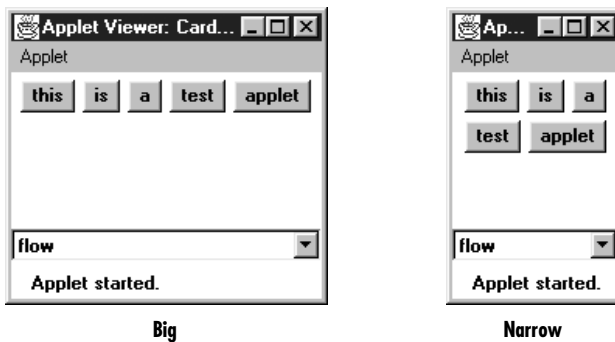 Applet Viewer: Card...
Applet
this is a test applet
flow
Applet started.
Big
Ap...
Applet
this is a
test applet
flow
Applet started.
Narrow